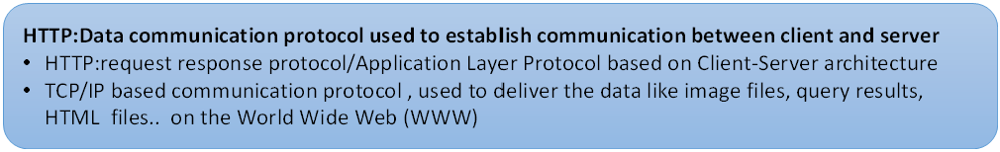 HTTP:Data communication protocol used to establish communication between client and server
• HTTP:request response protocol/Application Layer Protocol based on Client-Server architecture
• TCP/IP based communication protocol , used to deliver the data like image files, query results,
HTML files.. on the World Wide Web (WWW)